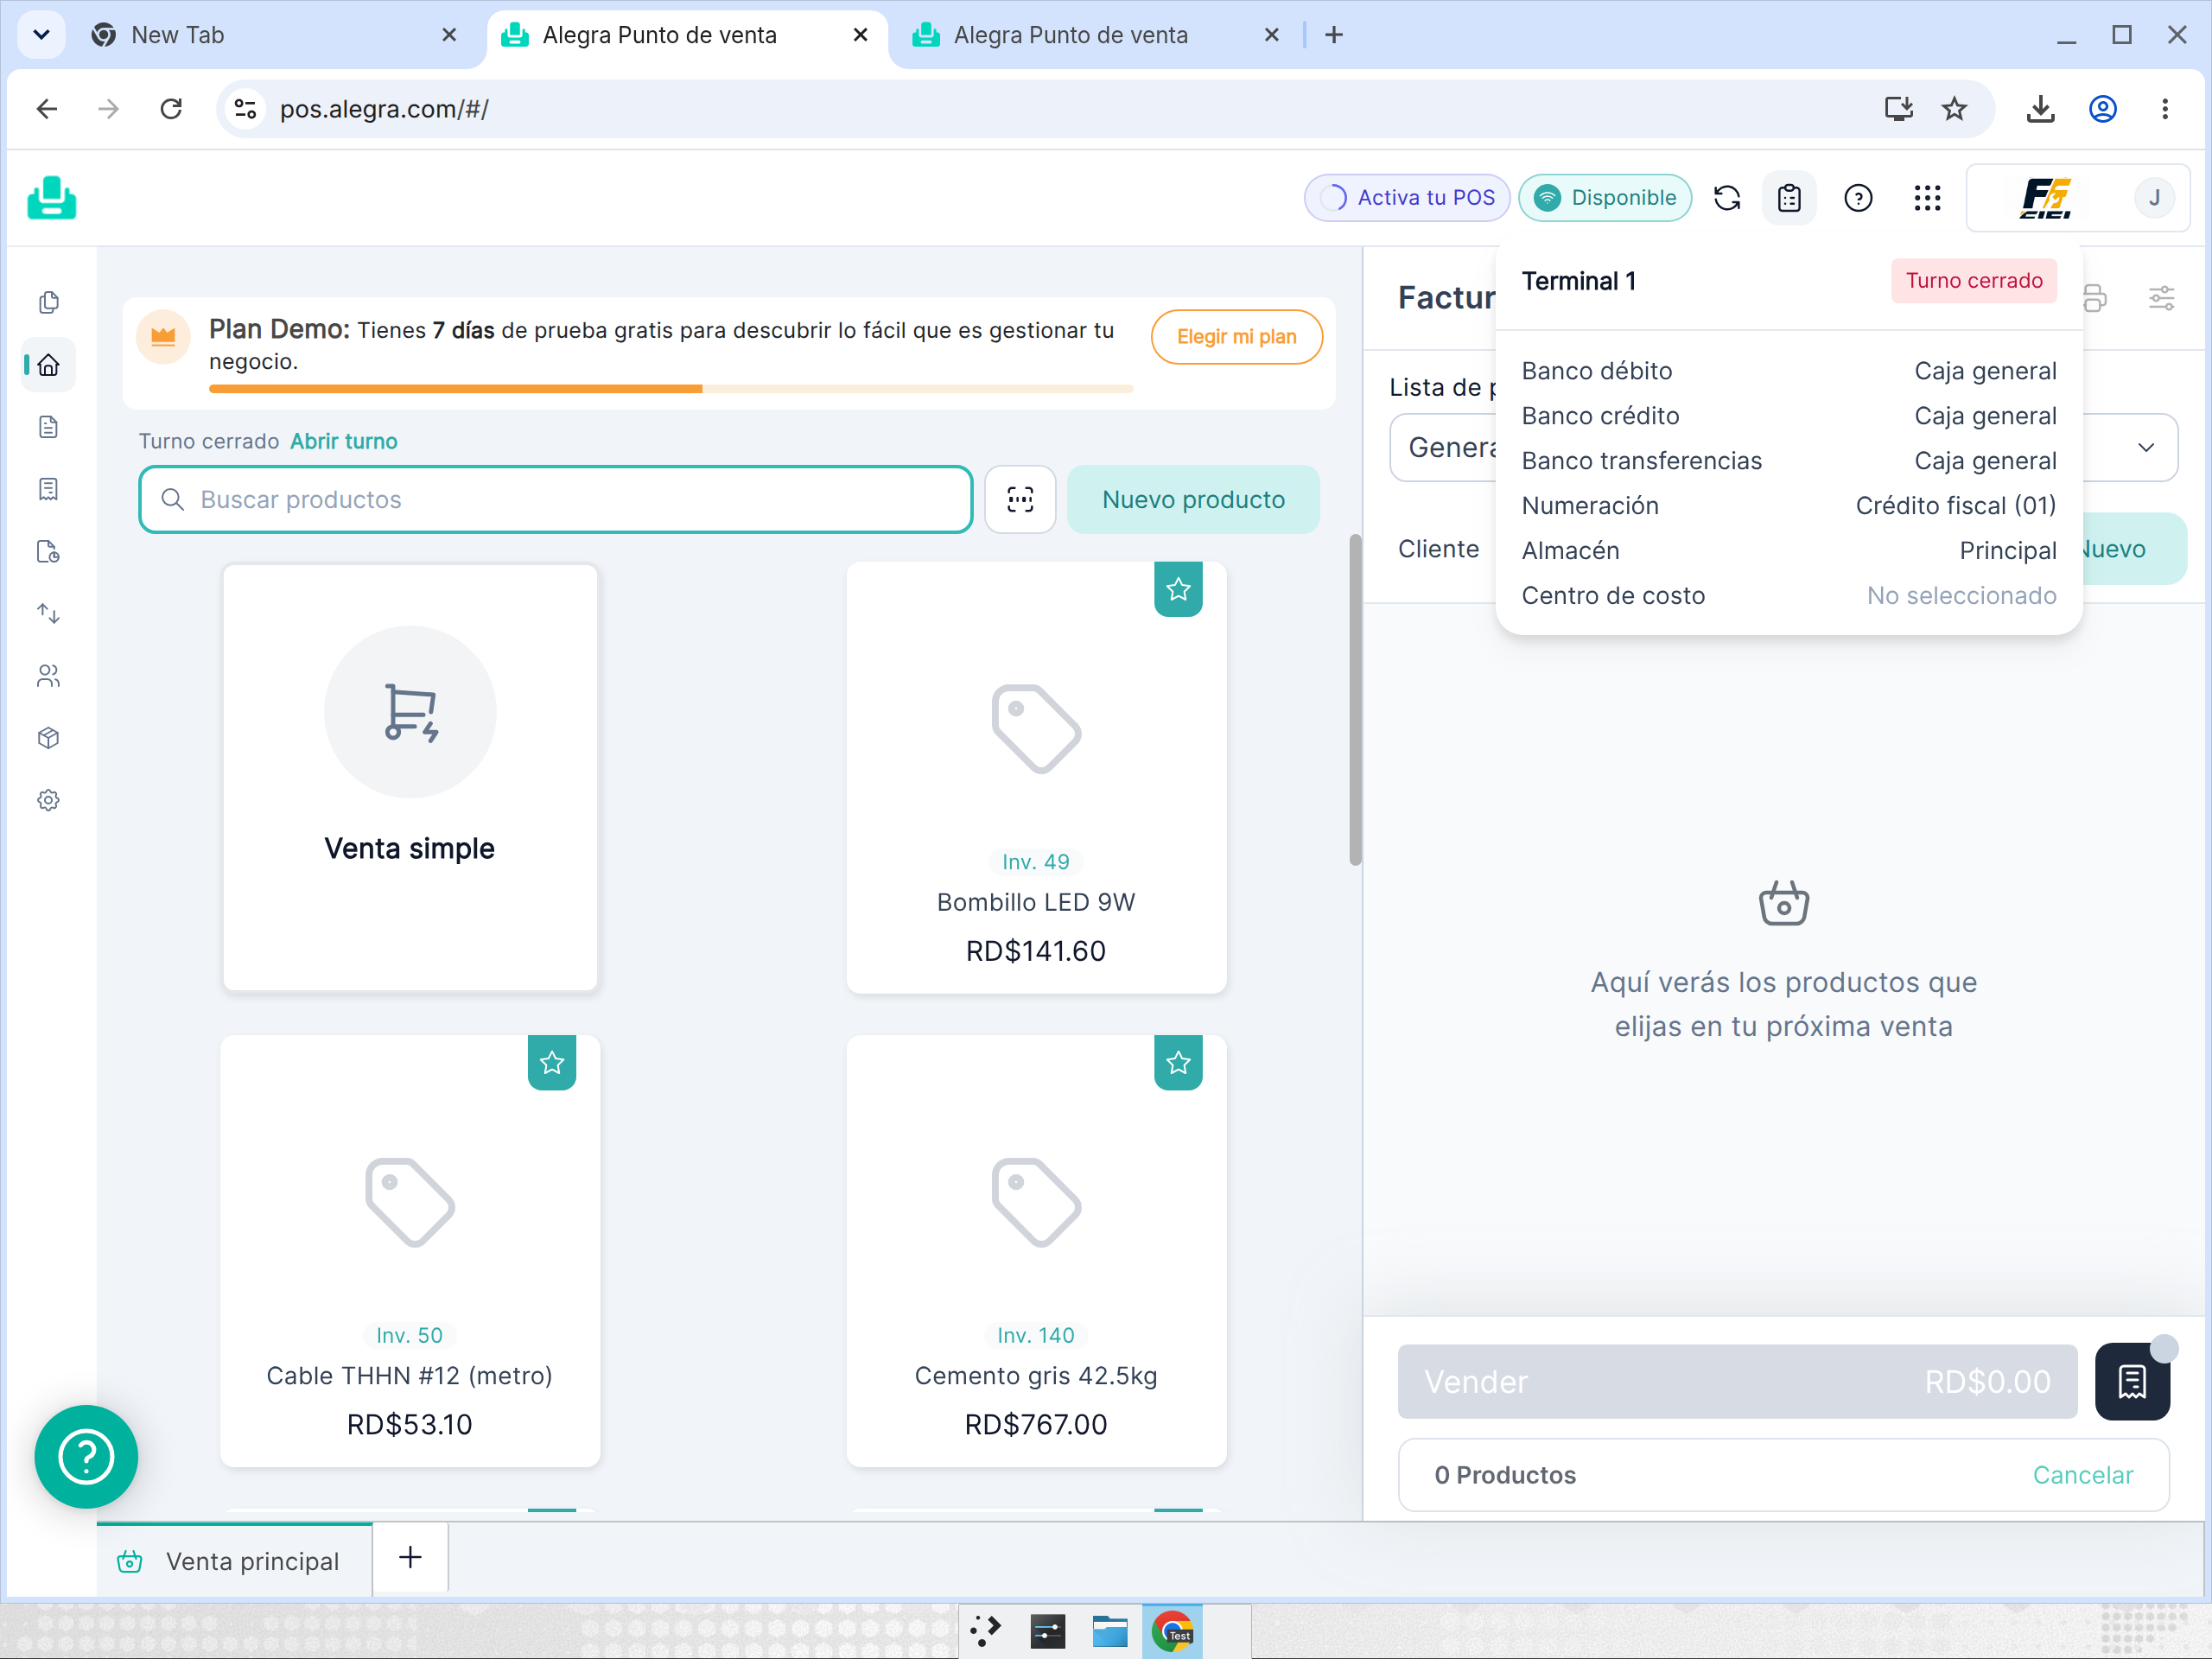 New Tab
Alegra Punto de venta
Alegra Punto de venta
pos.alegra.com/#/
Activa tu POS
Disponible
J
Terminal 1
Turno cerrado
Banco débito
Caja general
Banco crédito
Caja general
Banco transferencias
Caja general
Numeración
Crédito fiscal (01)
Almacén
Principal
Centro de costo
No seleccionado
Plan Demo: Tienes 7 días de prueba gratis para descubrir lo fácil que es gestionar tu
negocio.
Elegir mi plan
Turno cerrado Abrir turno
Buscar productos
Nuevo producto
Venta simple
Inv. 49
Bombillo LED 9W
RD$141.60
Inv. 50
Cable THHN #12 (metro)
RD$53.10
Inv. 140
Cemento gris 42.5kg
RD$767.00
Factur
Lista de p
Genera
Cliente
Nuevo
Aquí verás los productos que
elijas en tu próxima venta
Vender
RD$0.00
0 Productos
Cancelar
Venta principal
Test